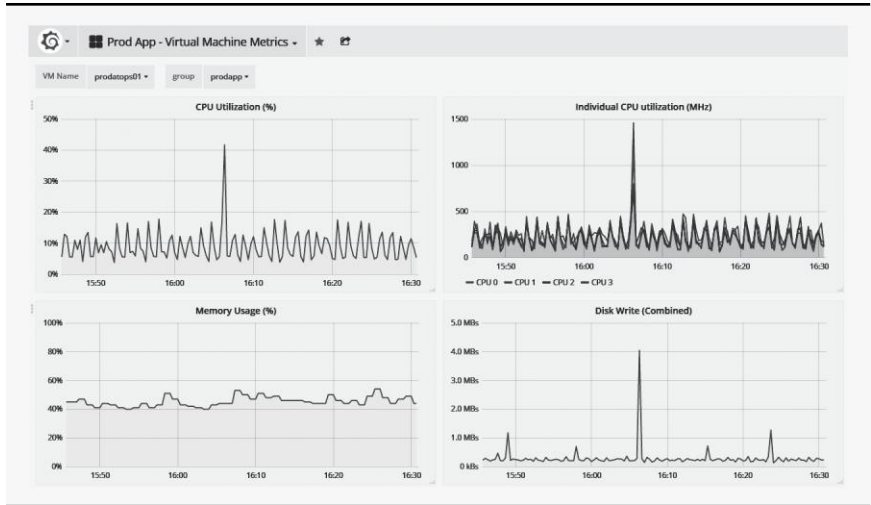 Prod App - Virtual Machine Metrics
VM Name prodatops01 group prodapp
CPU Utilization (%)
50%
40%
30%
20%
10%
0%
15:50 16:00 16:10 16:20 16:30
Individual CPU utilization (MHz)
1500
1000
500
0
15:50 16:00 16:10 16:20 16:30
CPU 0 CPU 1 CPU 2 CPU 3
Memory Usage (%)
100%
80%
60%
40%
20%
0%
15:50 16:00 16:10 16:20 16:30
Disk Write (Combined)
5.0 MBs
4.0 MBs
3.0 MBs
2.0 MBs
1.0 MBs
0 kBs
15:50 16:00 16:10 16:20 16:30